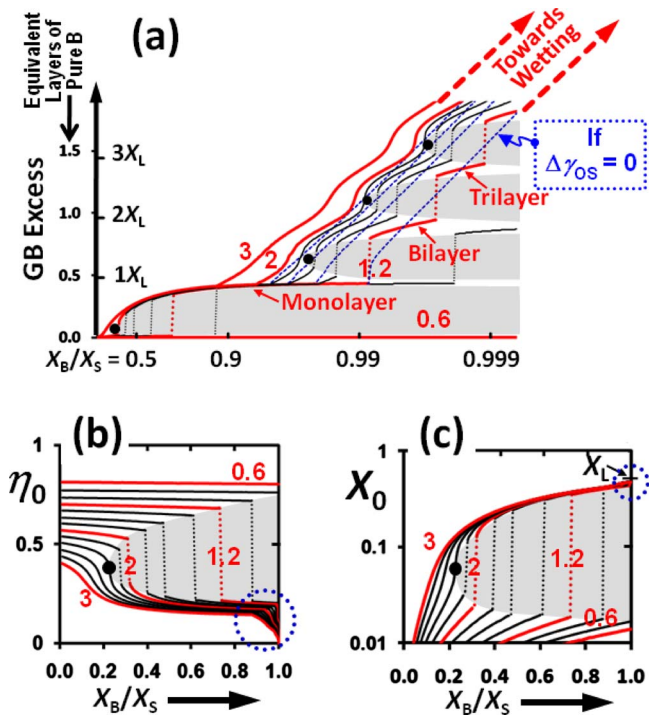 Equivalent
Layers of
Pure B
(a)
Towards
Wetting
GB Excess
1.5
1.0
0.5
0.0
3X_L
2X_L
1X_L
If
Δγ_OS = 0
Trilayer
Bilayer
Monolayer
3
2
1.2
0.6
X_B/X_S = 0.5
0.9
0.99
0.999
(b)
η_0
1
0.5
0
0.6
1.2
2
3
0.0 0.2 0.4 0.6 0.8 1.0
X_B/X_S
(c)
X_0
1
0.1
0.01
X_L
3
2
1.2
0.6
0.0 0.2 0.4 0.6 0.8 1.0
X_B/X_S